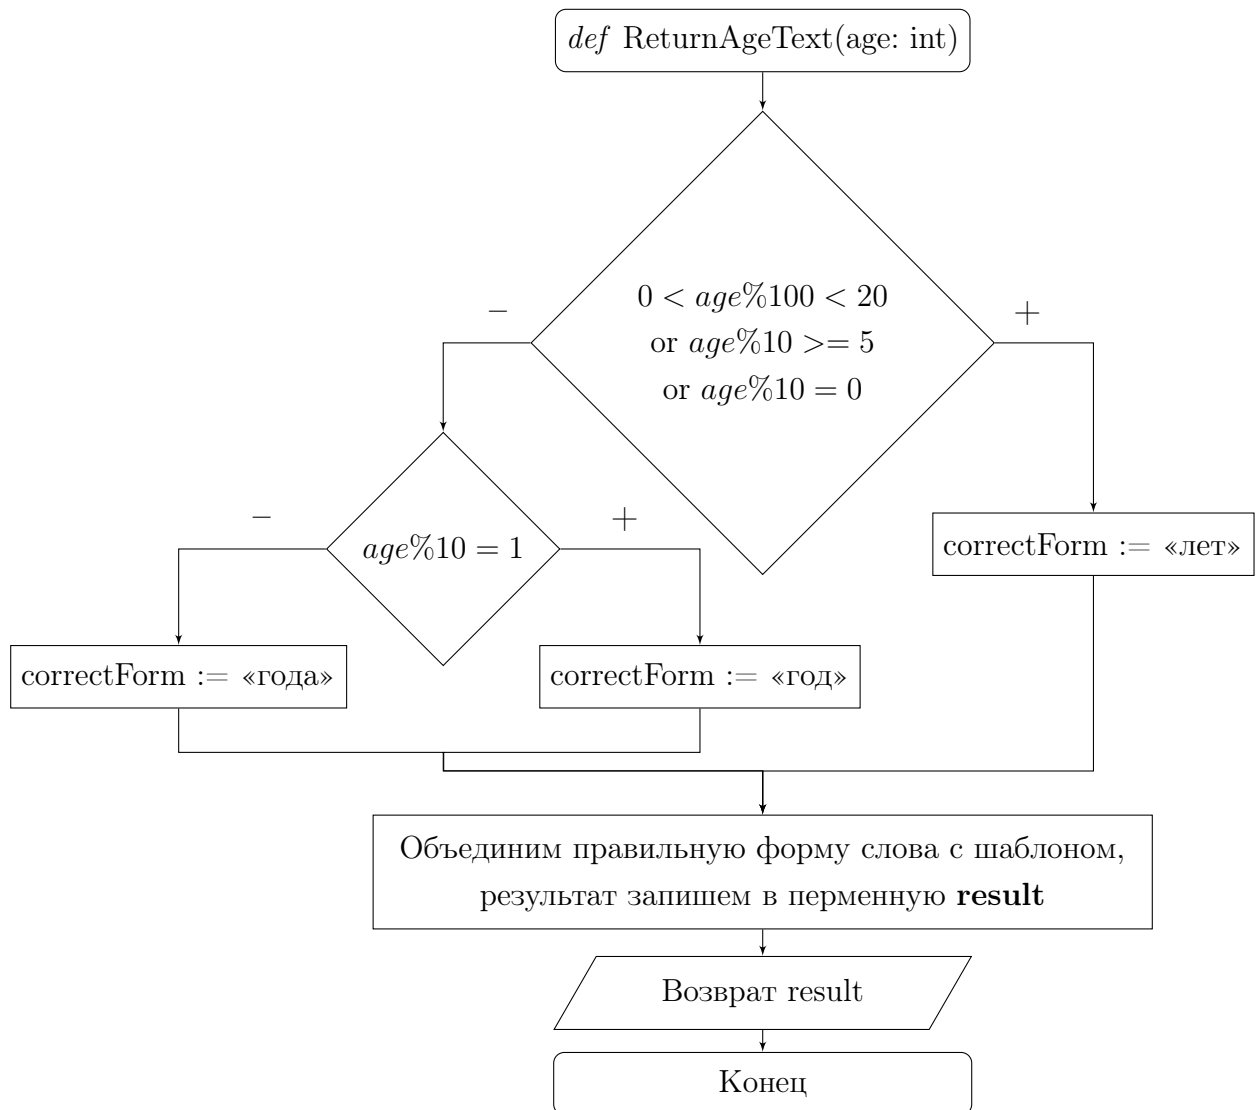 def ReturnAgeText(age: int)
0 < age%100 < 20
or age%10 >= 5
or age%10 = 0
−
+
age%10 = 1
−
+
correctForm := «лет»
correctForm := «года»
correctForm := «год»
Объединим правильную форму слова с шаблоном,
результат запишем в перменную result
Возврат result
Конец